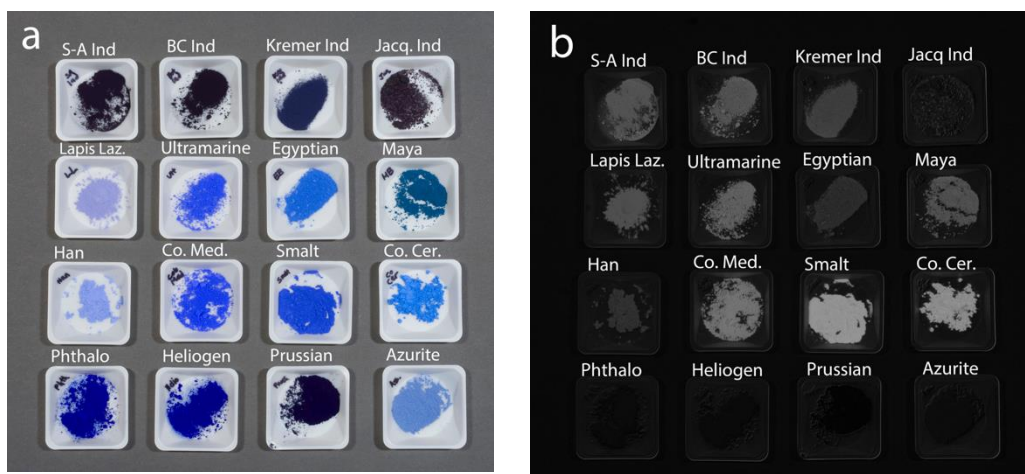 a
S-A Ind BC Ind Kremer Ind Jacq. Ind
Lapis Laz. Ultramarine Egyptian Maya
Han Co. Med. Smalt Co. Cer.
Phthalo Heliogen Prussian Azurite
b
S-A Ind BC Ind Kremer Ind Jacq Ind
Lapis Laz. Ultramarine Egyptian Maya
Han Co. Med. Smalt Co. Cer.
Phthalo Heliogen Prussian Azurite